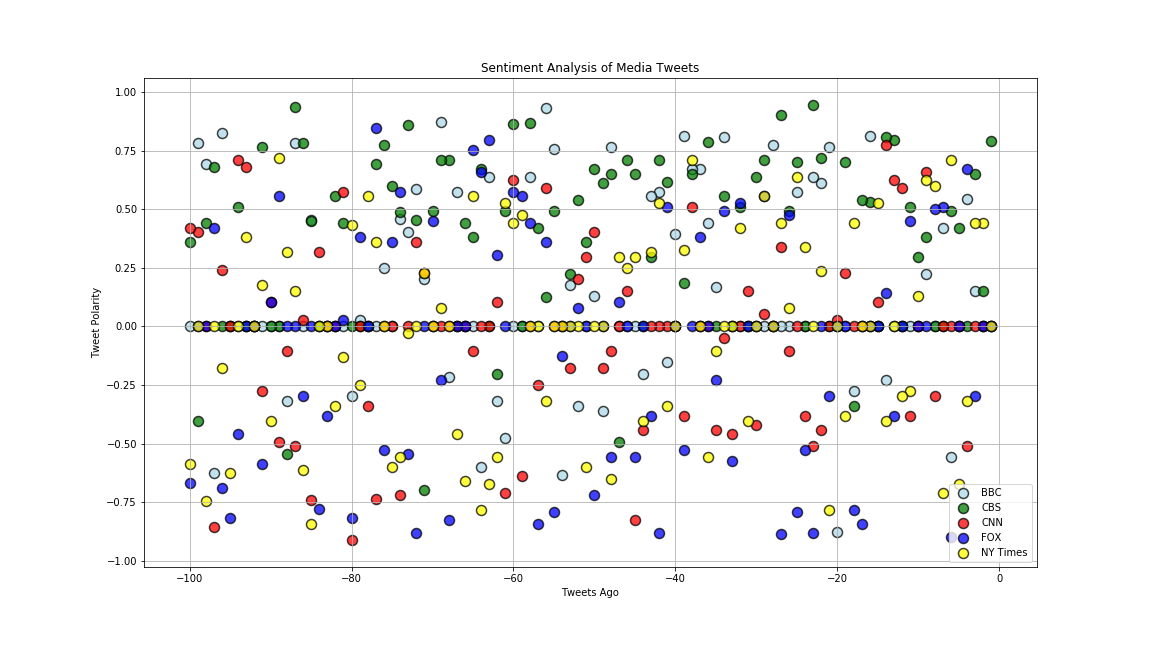 Sentiment Analysis of Media Tweets
Tweet Polarity
1.00
0.75
0.50
0.25
0.00
−0.25
−0.50
−0.75
−1.00
BBC
CBS
CNN
FOX
NY Times
−100
−80
−60
−40
−20
0
Tweets Ago